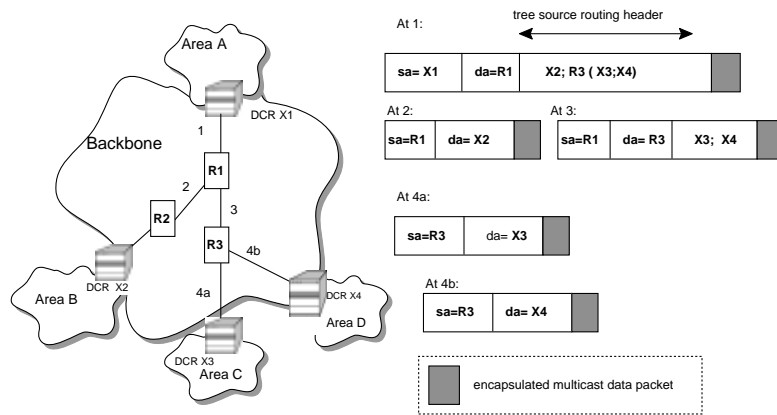 Area A
DCR X1
1
Backbone
R1
2
R2
3
R3
4b
DCR X2
Area B
4a
DCR X4
Area D
DCR X3
Area C
At 1:
tree source routing header
sa= X1 da=R1 X2; R3 ( X3;X4)
At 2:
sa=R1 da= X2
At 3:
sa=R1 da= R3 X3; X4
At 4a:
sa=R3 da= X3
At 4b:
sa=R3 da= X4
encapsulated multicast data packet